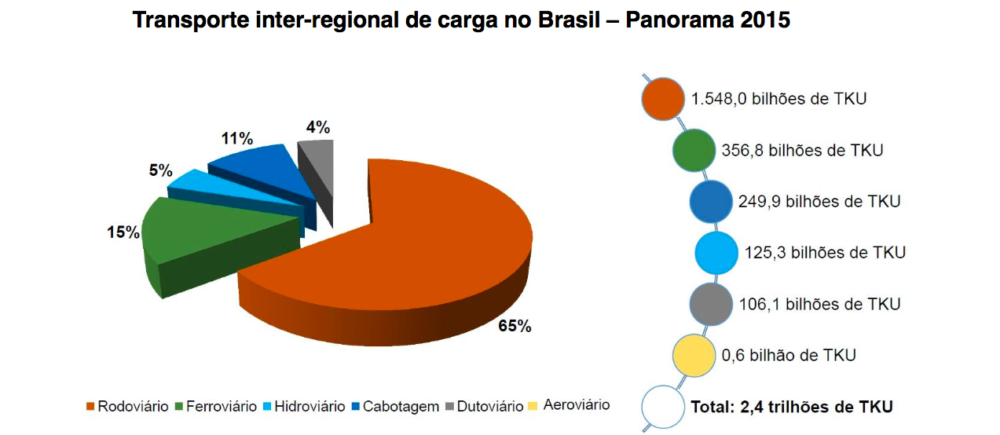 Transporte inter-regional de carga no Brasil – Panorama 2015
4%
11%
5%
15%
65%
1.548,0 bilhões de TKU
356,8 bilhões de TKU
249,9 bilhões de TKU
125,3 bilhões de TKU
106,1 bilhões de TKU
0,6 bilhão de TKU
Total: 2,4 trilhões de TKU
Rodoviário Ferroviário Hidroviário Cabotagem Dutoviário Aeroviário